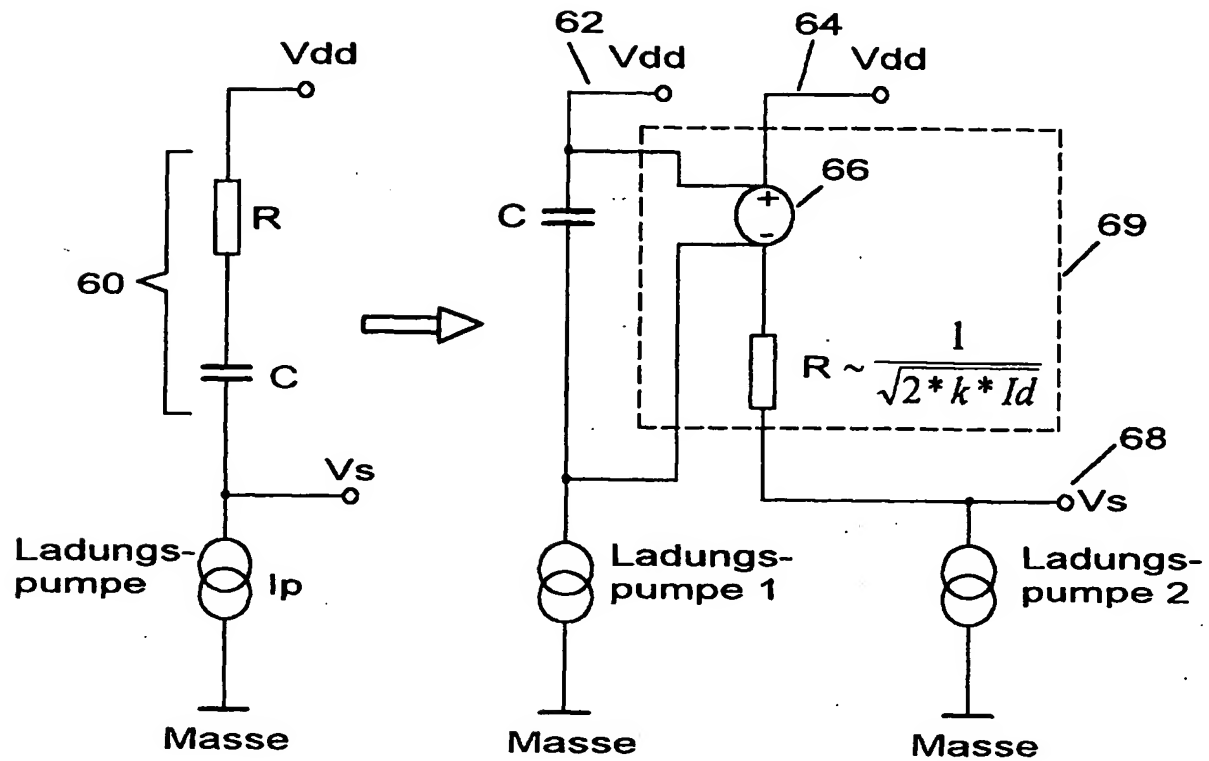 62
64
Vdd
Vdd
Vdd
66
R
C
69
60
R ~ 1 / √2 * k * Id
C
Vs
68
Vs
Ladungs-
pumpe
Ip
Ladungs-
pumpe 1
Ladungs-
pumpe 2
Masse
Masse
Masse